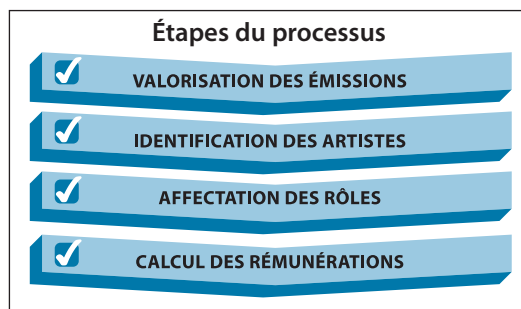 Étapes du processus
VALORISATION DES ÉMISSIONS
IDENTIFICATION DES ARTISTES
AFFECTATION DES RÔLES
CALCUL DES RÉMUNÉRATIONS